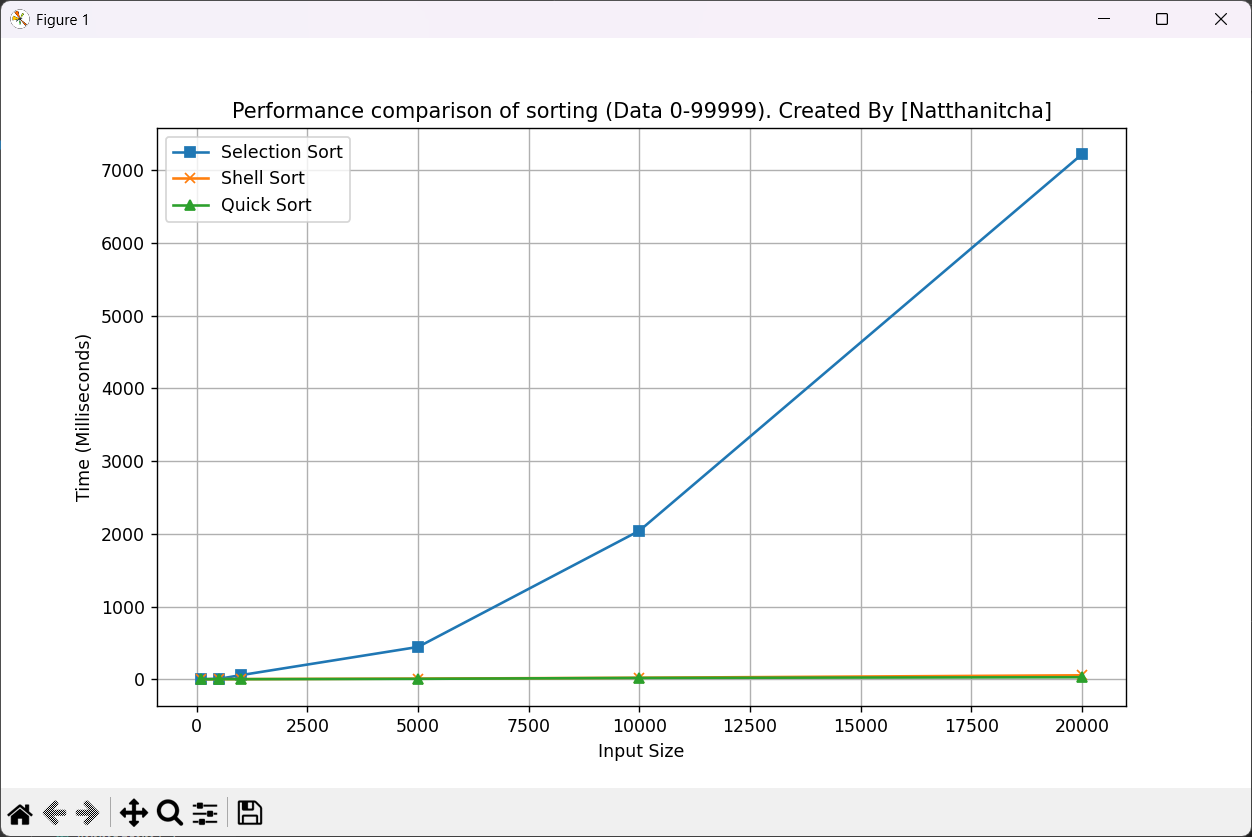 Figure 1
Performance comparison of sorting (Data 0-99999). Created By [Natthanitcha]
Selection Sort
Shell Sort
Quick Sort
7000
6000
5000
4000
3000
2000
1000
0
Time (Milliseconds)
0 2500 5000 7500 10000 12500 15000 17500 20000
Input Size